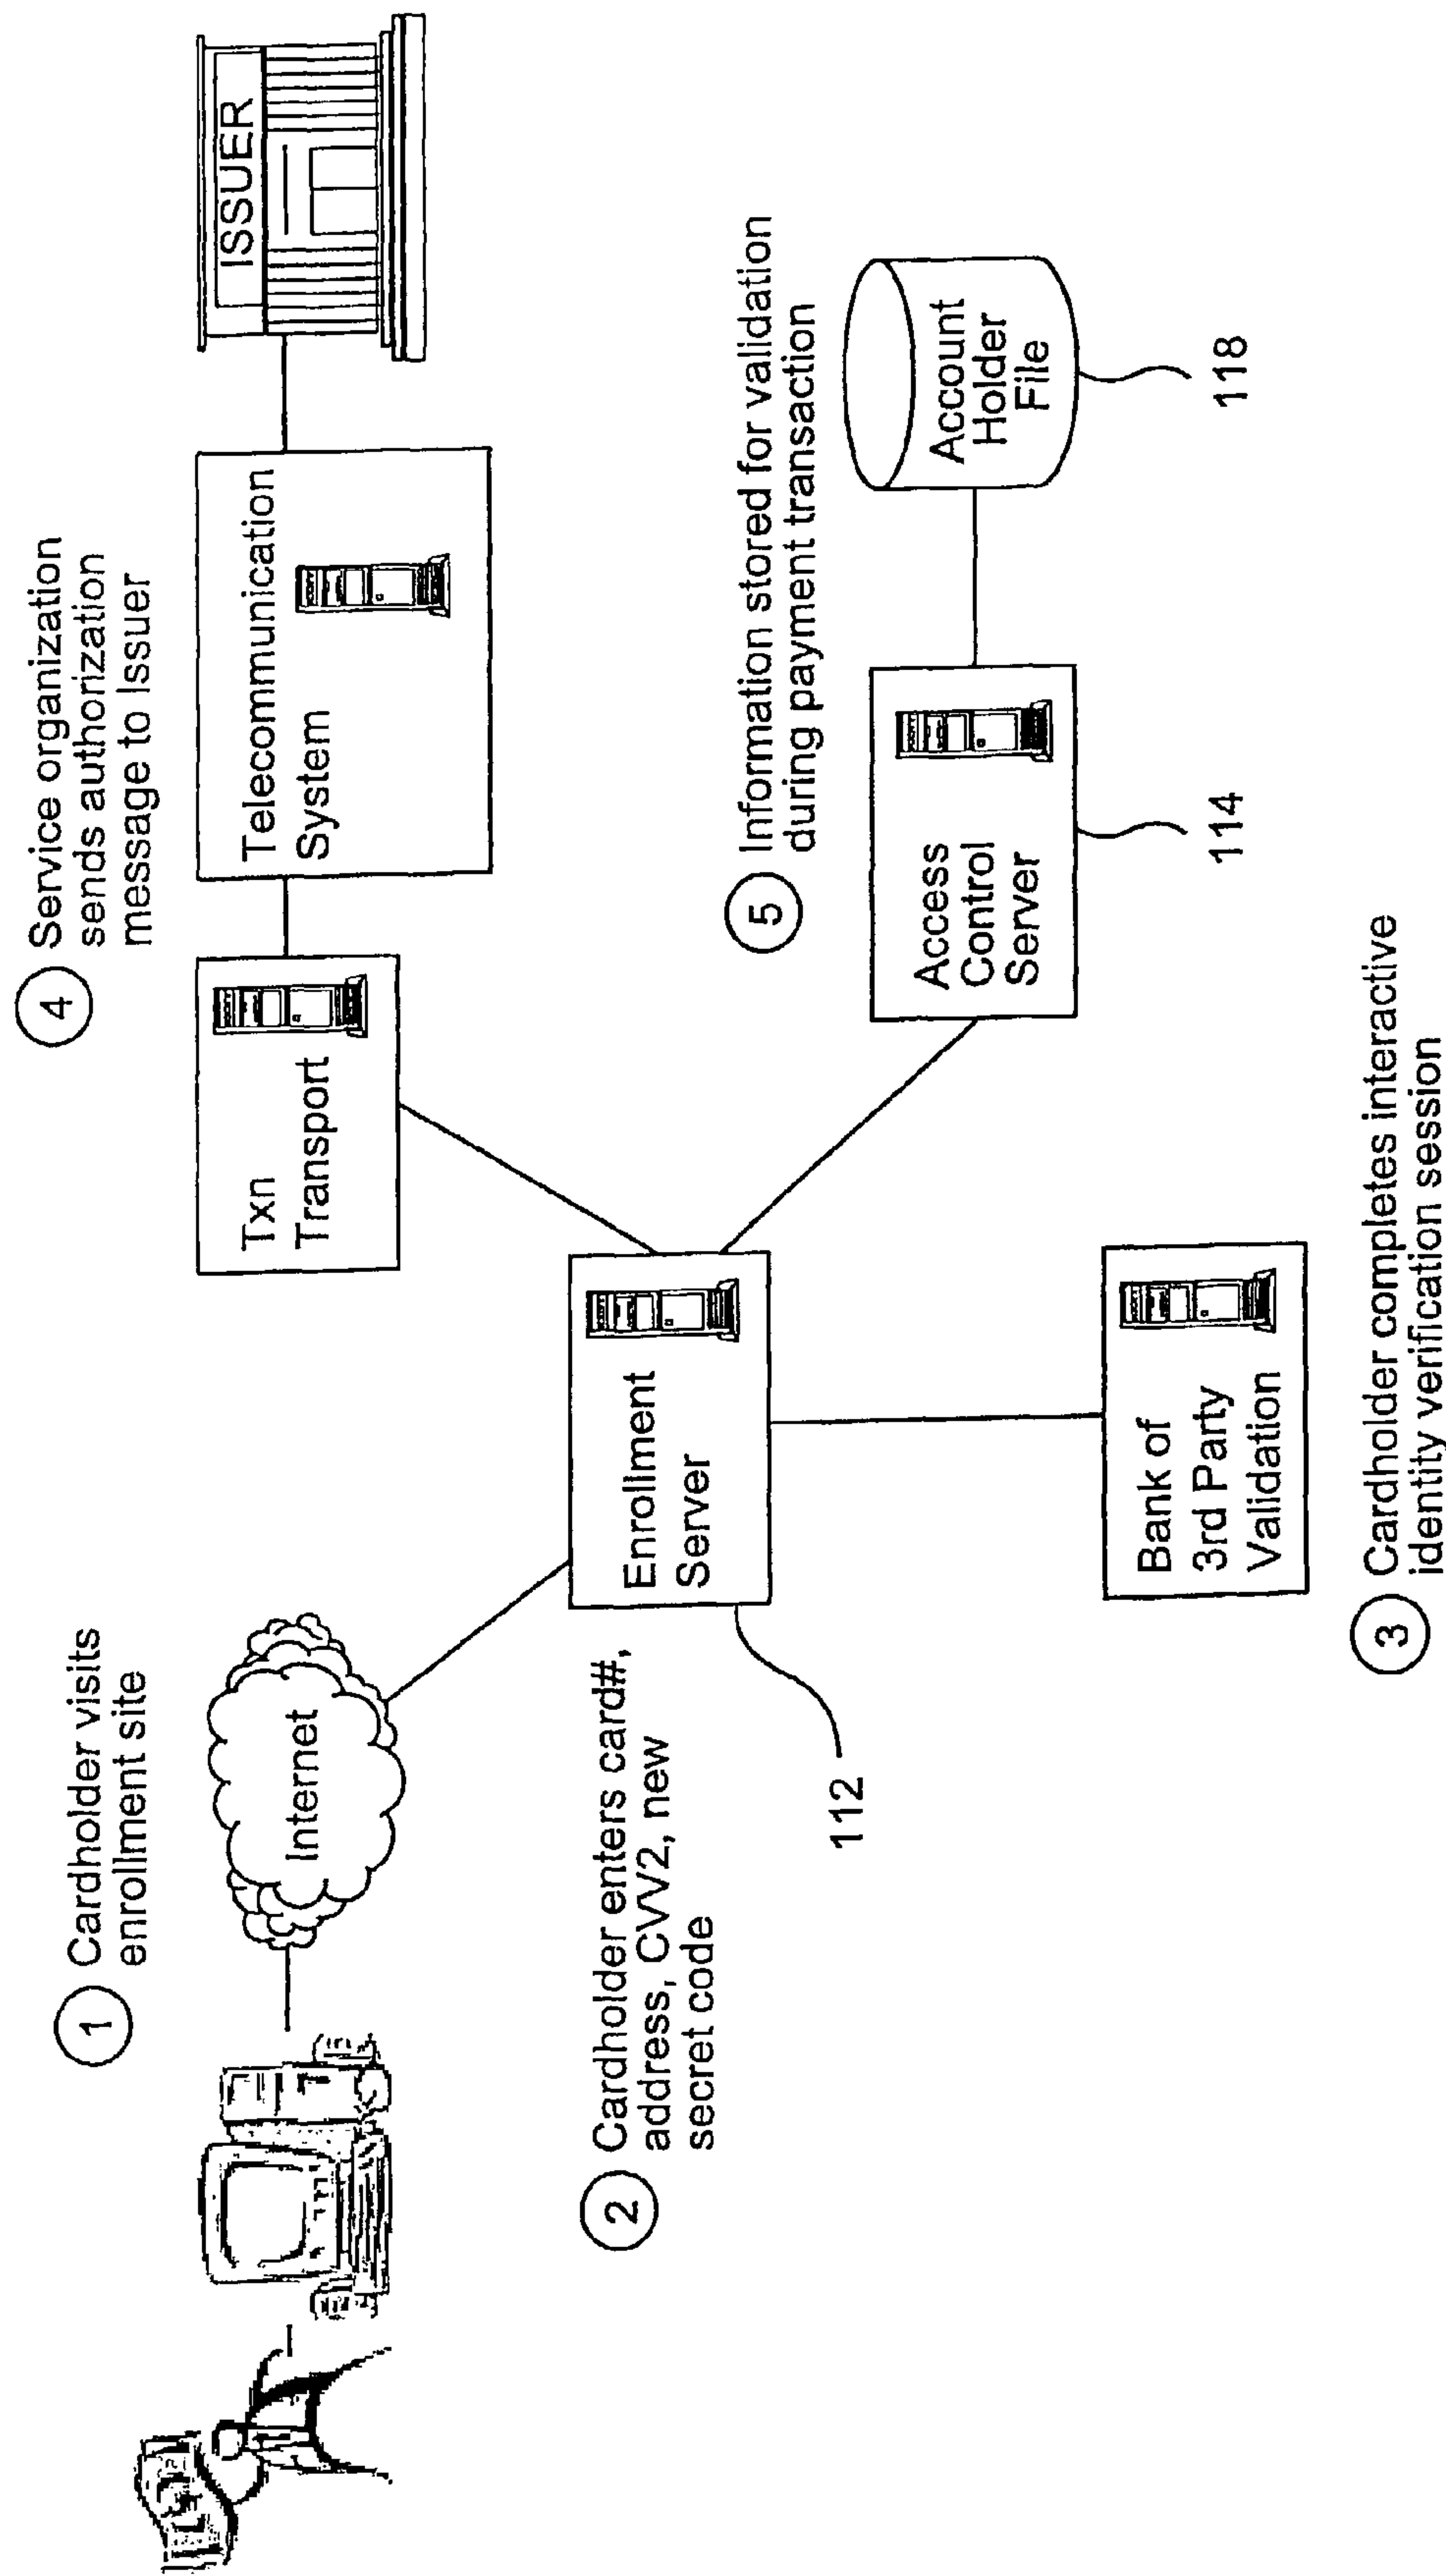 1
Cardholder visits
enrollment site
Internet
2
Cardholder enters card#,
address, CVV2, new
secret code
112
Enrollment
Server
3
Cardholder completes interactive
identity verification session
Bank of
3rd Party
Validation
4
Service organization
sends authorization
message to Issuer
Txn
Transport
Telecommunication
System
ISSUER
5
Information stored for validation
during payment transaction
Access
Control
Server
114
Account
Holder
File
118